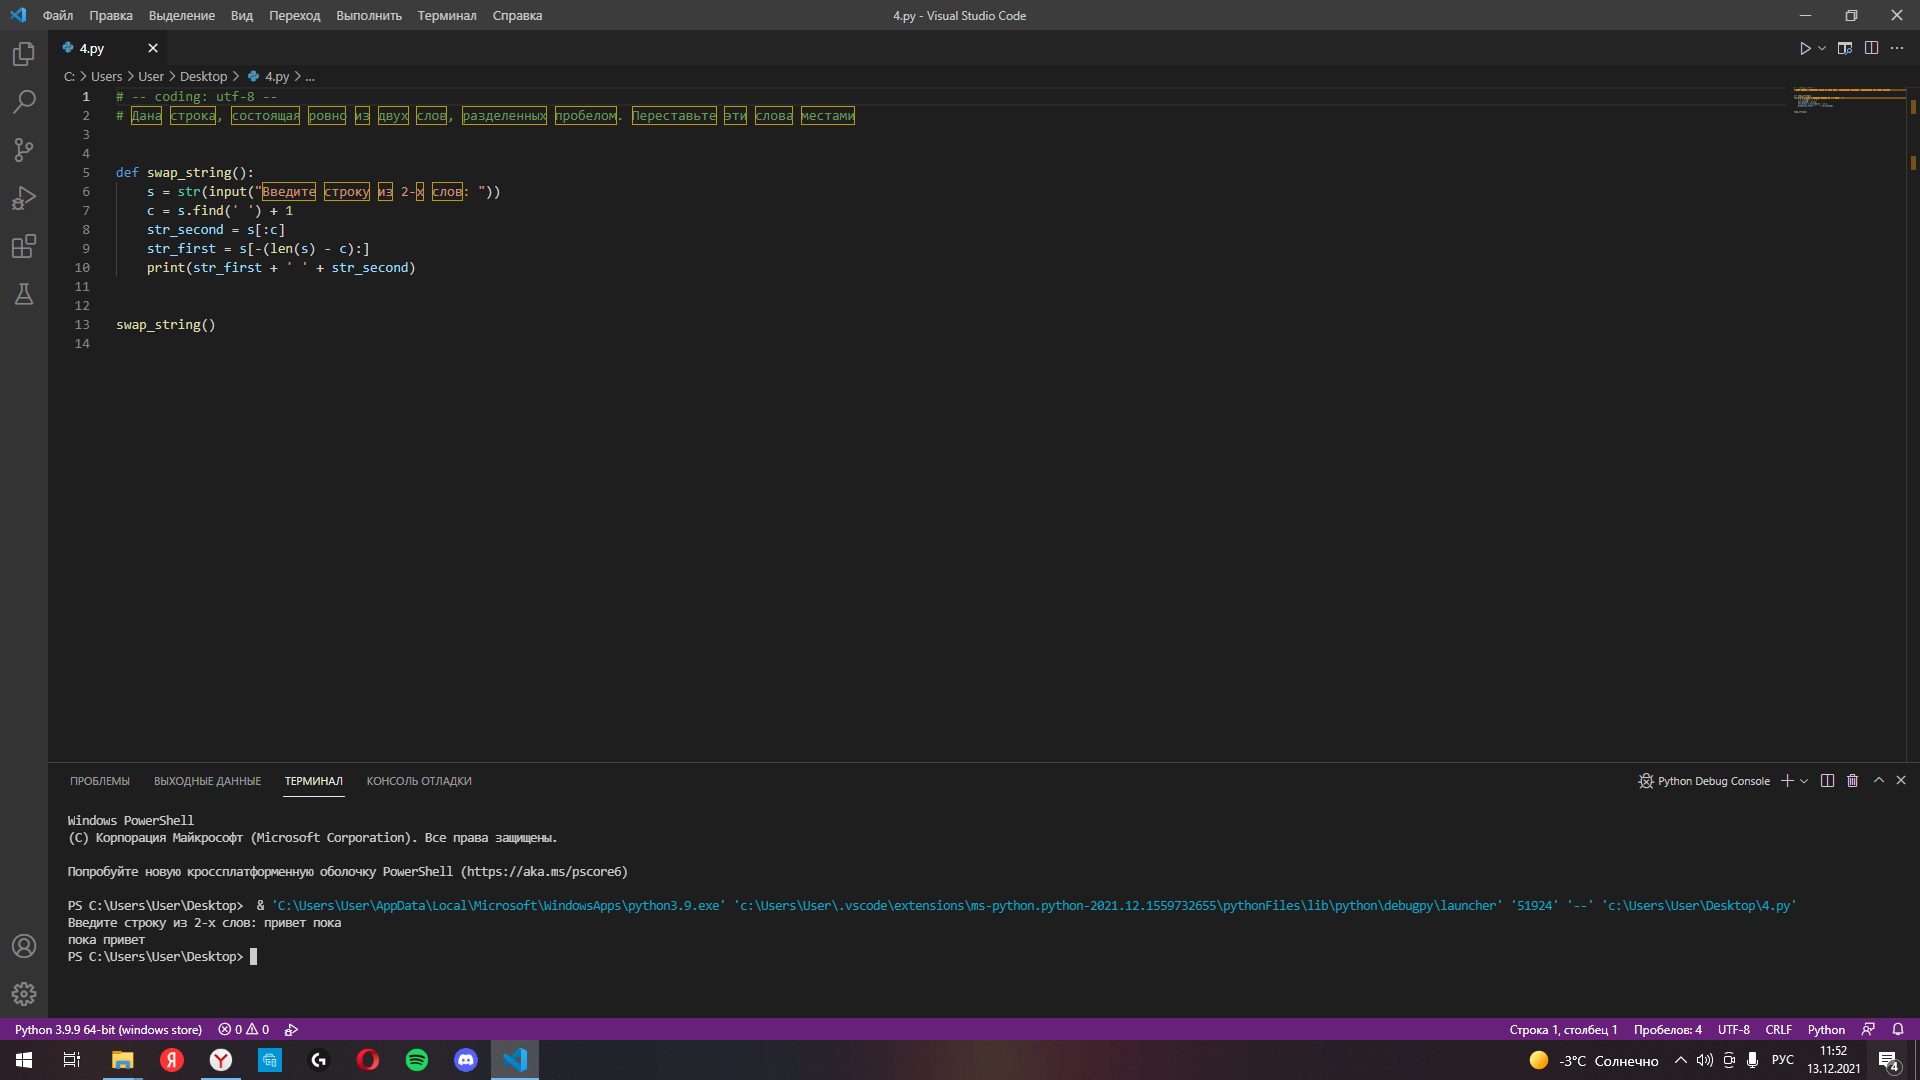 Файл Правка Выделение Вид Переход Выполнить Терминал Справка
4.py - Visual Studio Code
4.py
C: > Users > User > Desktop > 4.py > ...
1 # -- coding: utf-8 --
2 # Дана строка, состоящая ровно из двух слов, разделенных пробелом. Переставьте эти слова местами
3
4
5 def swap_string():
6 s = str(input("Введите строку из 2-х слов: "))
7 c = s.find(' ') + 1
8 str_second = s[:c]
9 str_first = s[-(len(s) - c):]
10 print(str_first + ' ' + str_second)
11
12
13 swap_string()
14
ПРОБЛЕМЫ ВЫХОДНЫЕ ДАННЫЕ ТЕРМИНАЛ КОНСОЛЬ ОТЛАДКИ
Python Debug Console
Windows PowerShell
(C) Корпорация Майкрософт (Microsoft Corporation). Все права защищены.
Попробуйте новую кроссплатформенную оболочку PowerShell (https://aka.ms/pscore6)
PS C:\Users\User\Desktop> & 'C:\Users\User\AppData\Local\Microsoft\WindowsApps\python3.9.exe' 'c:\Users\User\.vscode\extensions\ms-python.python-2021.12.1559732655\pythonFiles\lib\python\debugpy\launcher' '51924' '--' 'c:\Users\User\Desktop\4.py'
Введите строку из 2-х слов: привет пока
пока привет
PS C:\Users\User\Desktop>
Python 3.9.9 64-bit (windows store) 0 0
Строка 1, столбец 1 Пробелов: 4 UTF-8 CRLF Python
-3°C Солнечно
РУС
11:52
13.12.2021
4